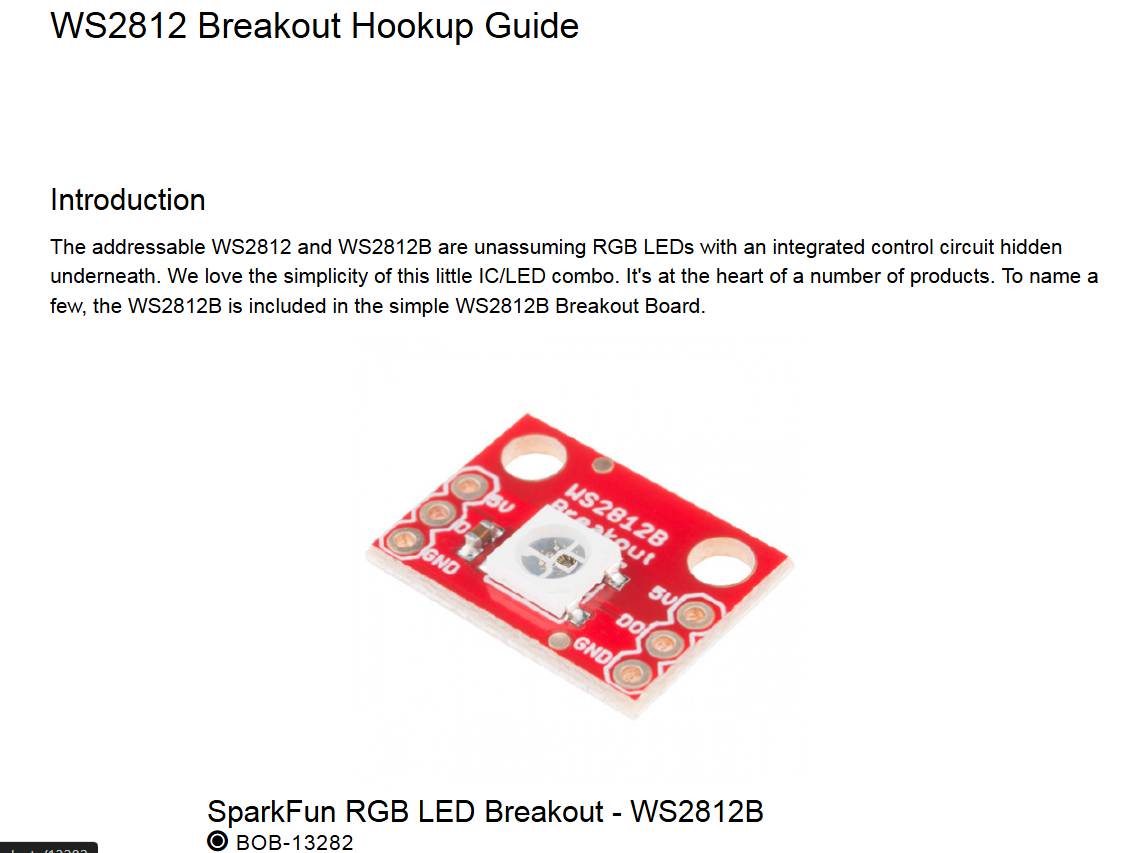 WS2812 Breakout Hookup Guide
Introduction
The addressable WS2812 and WS2812B are unassuming RGB LEDs with an integrated control circuit hidden
underneath. We love the simplicity of this little IC/LED combo. It's at the heart of a number of products. To name a
few, the WS2812B is included in the simple WS2812B Breakout Board.
5V
GND
WS2812B
Breakout
5V
DO
GND
SparkFun RGB LED Breakout - WS2812B
BOB-13282